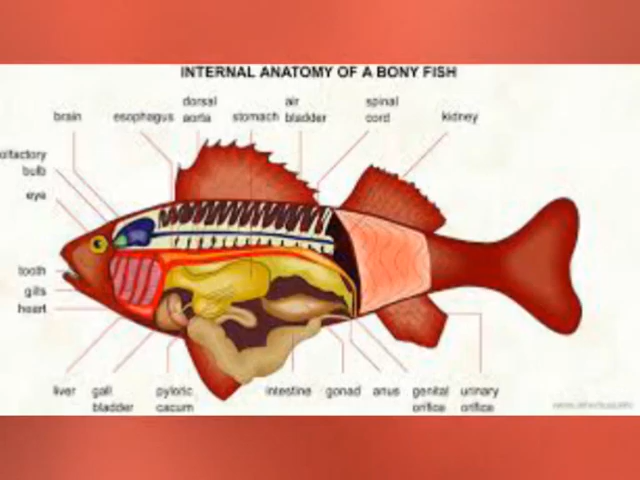 INTERNAL ANATOMY OF A BONY FISH
brain
esophagus
dorsal
aorta
stomach
air
bladder
spinal
cord
kidney
olfactory
bulb
eye
tooth
gills
heart
liver
gall
bladder
pyloric
cacum
intestine
gonad
anus
genital
orifice
urinary
orifice